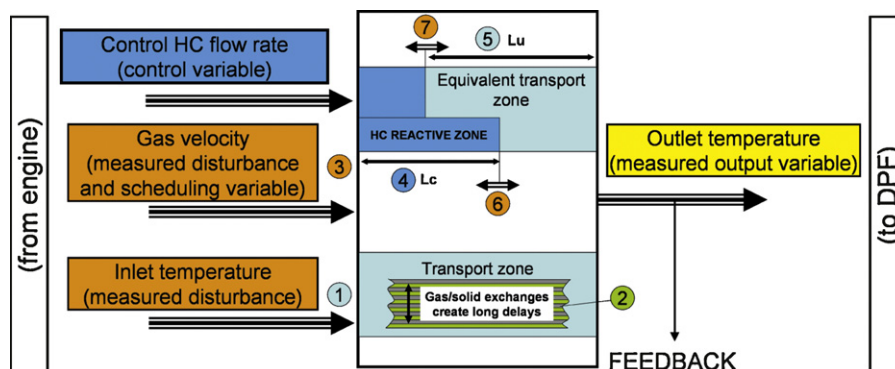 (from engine)
Control HC flow rate
(control variable)
Gas velocity
(measured disturbance
and scheduling variable)
3
Inlet temperature
(measured disturbance)
1
7
5 Lu
Equivalent transport
zone
HC REACTIVE ZONE
4 Lc
6
Transport zone
Gas/solid exchanges
create long delays
2
Outlet temperature
(measured output variable)
FEEDBACK
(to DPF)